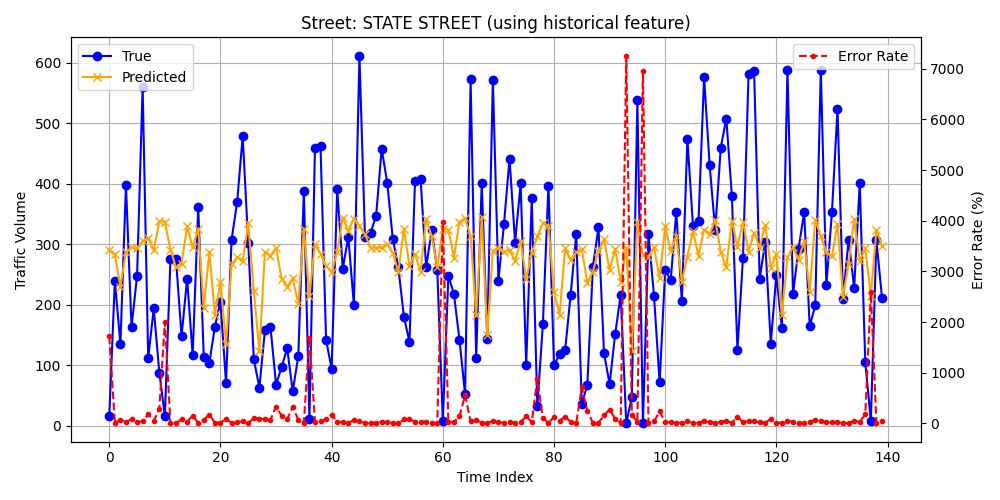 Street: STATE STREET (using historical feature)
True
Predicted
Error Rate
Traffic Volume
600
500
400
300
200
100
0
7000
6000
5000
4000
3000
2000
1000
0
Error Rate (%)
0 20 40 60 80 100 120 140
Time Index